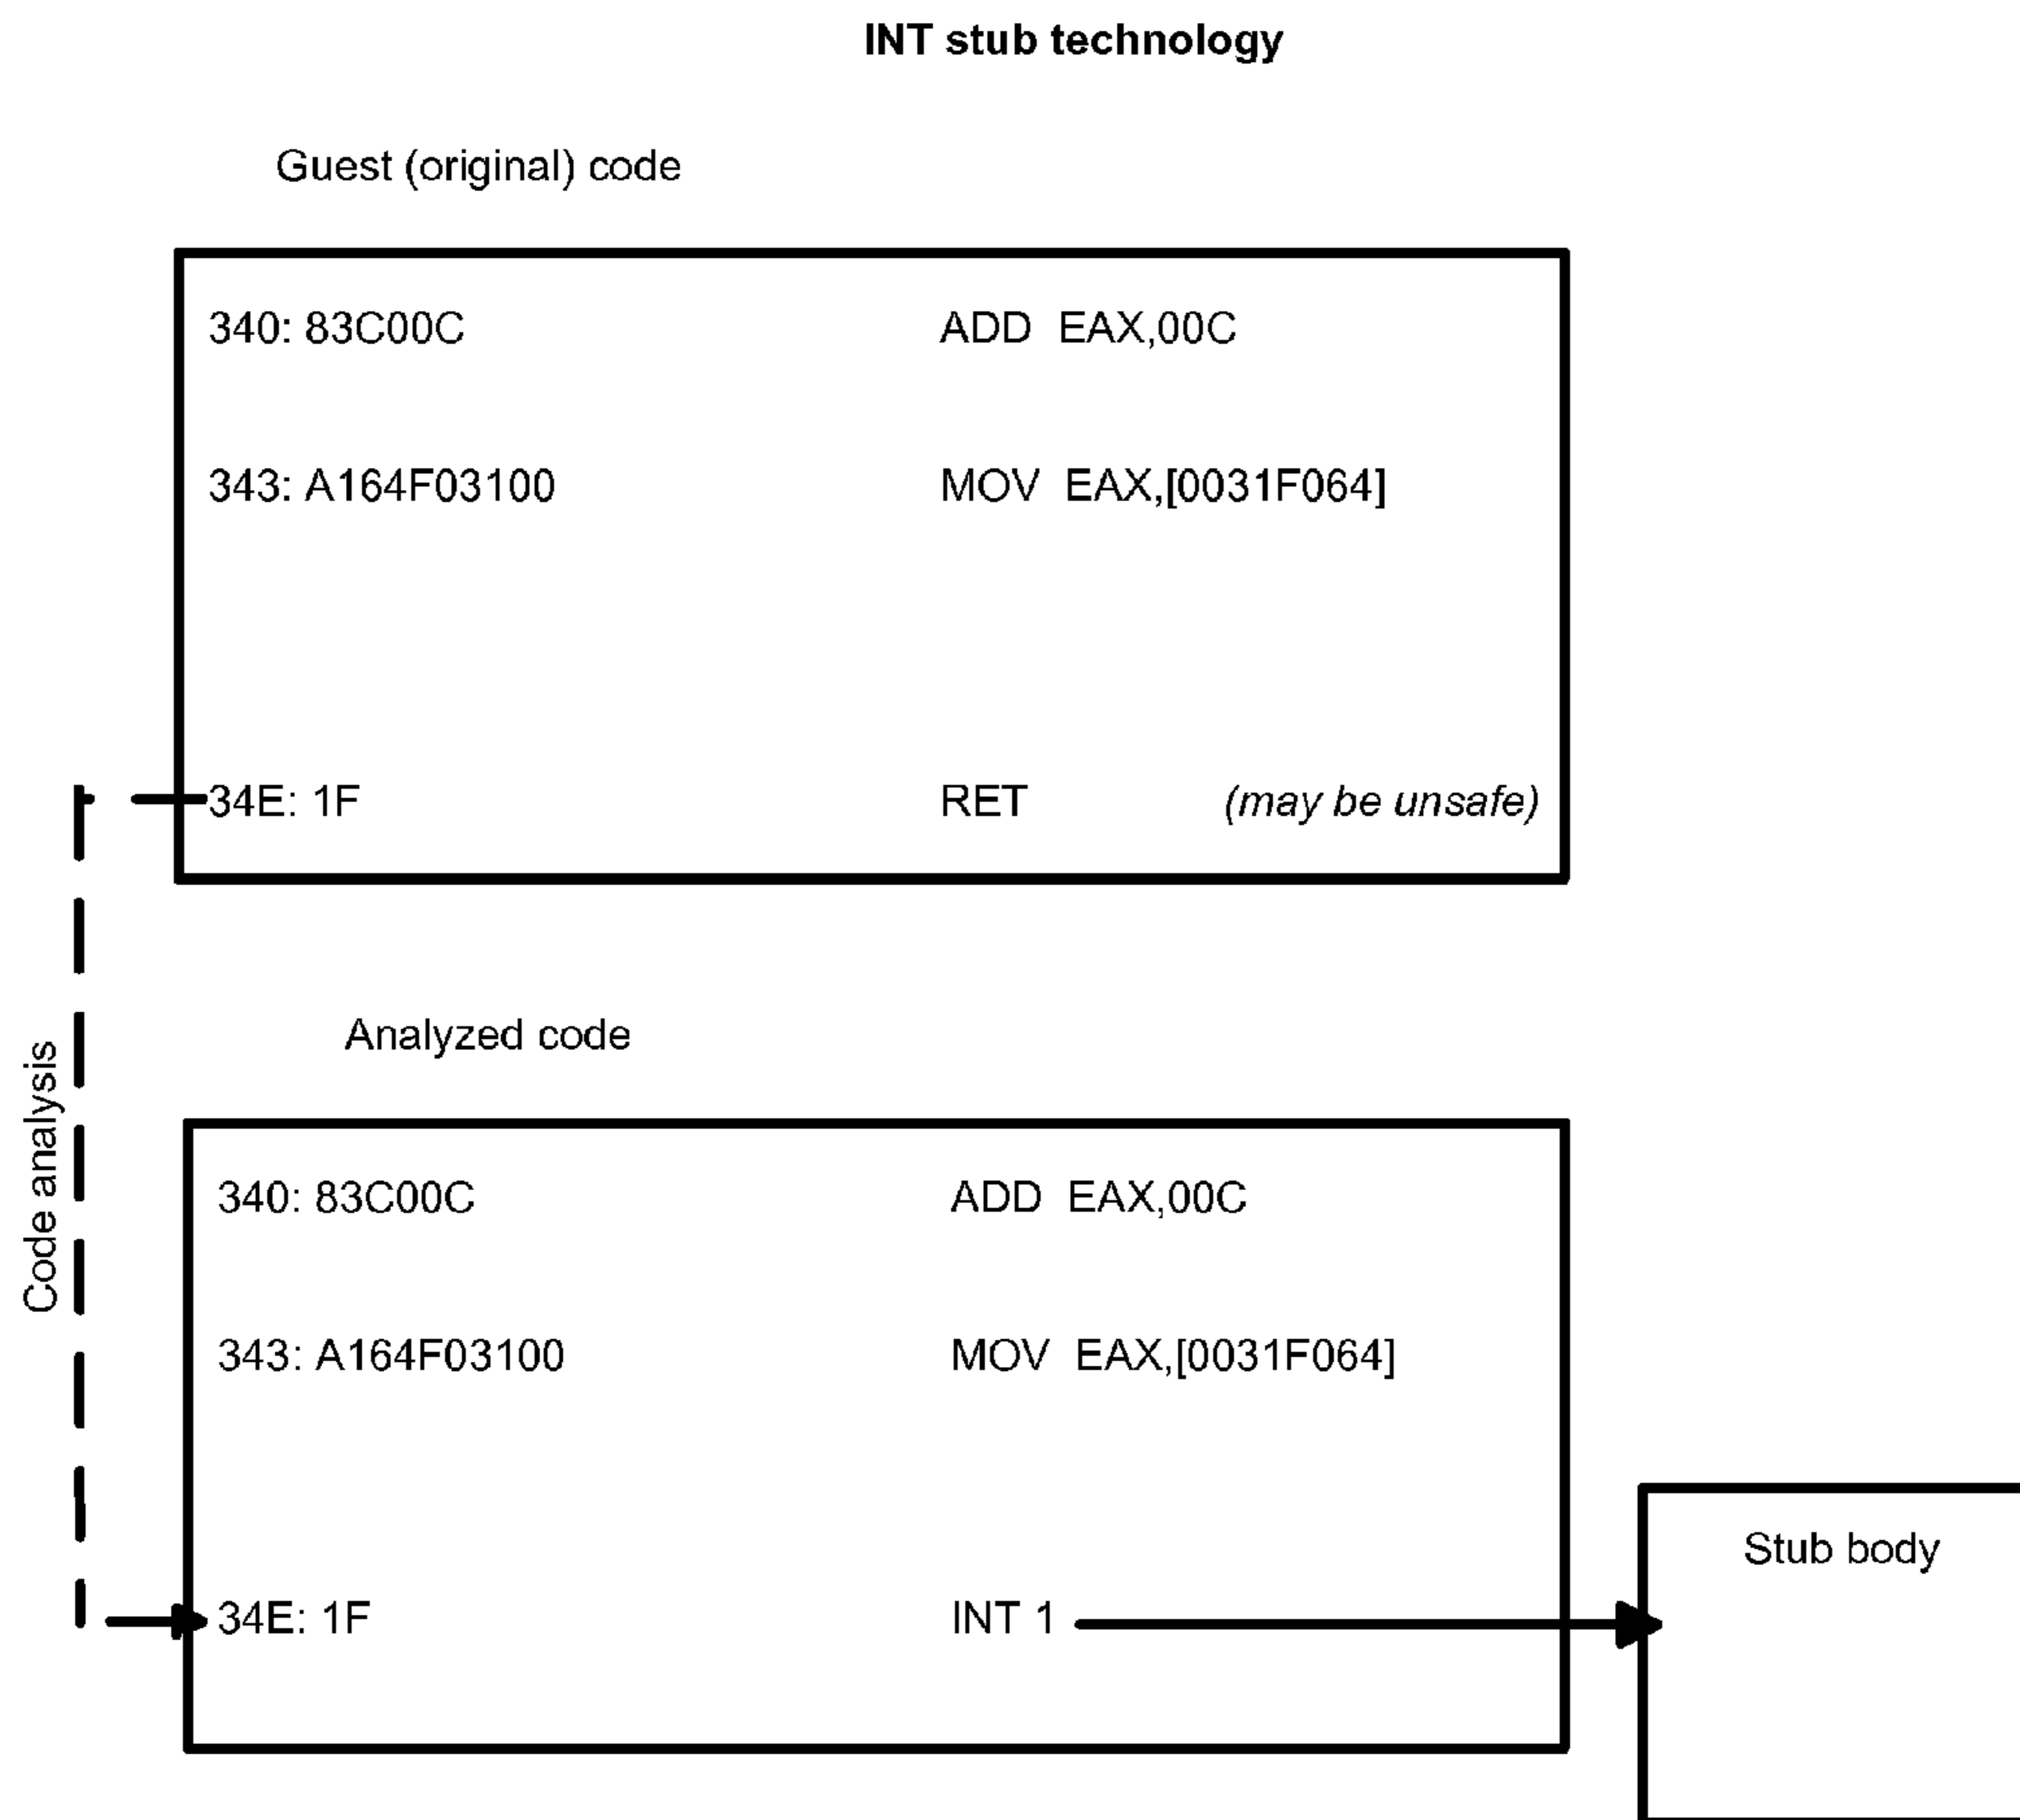 INT stub technology
Guest (original) code
340: 83C00C ADD EAX,00C
343: A164F03100 MOV EAX,[0031F064]
34E: 1F RET (may be unsafe)
Code analysis
Analyzed code
340: 83C00C ADD EAX,00C
343: A164F03100 MOV EAX,[0031F064]
Stub body
34E: 1F INT 1